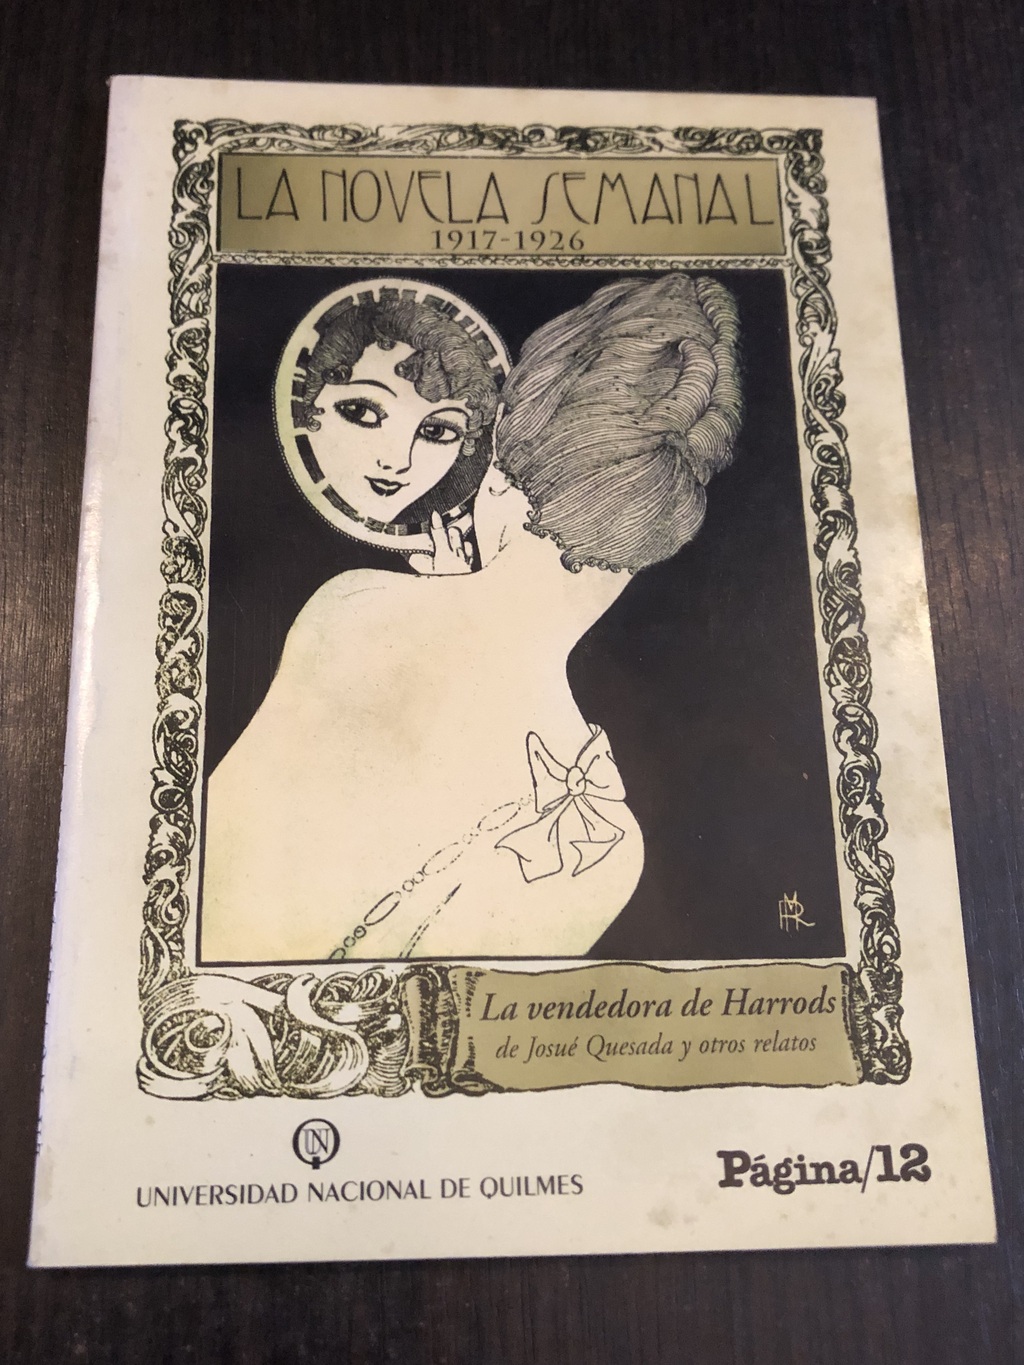 LA NOVELA SEMANAL
1917-1926
La vendedora de Harrods
de Josué Quesada y otros relatos
UNIVERSIDAD NACIONAL DE QUILMES
Página/12